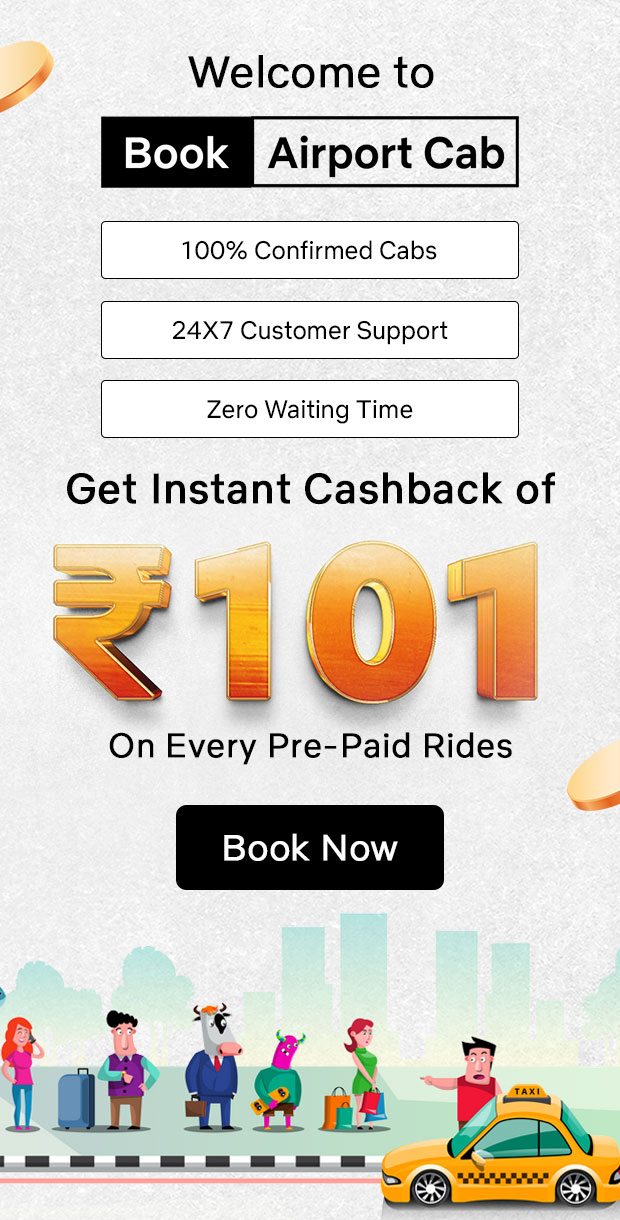 Welcome to
Book Airport Cab
100% Confirmed Cabs
24X7 Customer Support
Zero Waiting Time
Get Instant Cashback of
₹101
On Every Pre-Paid Rides
Book Now
TAXI